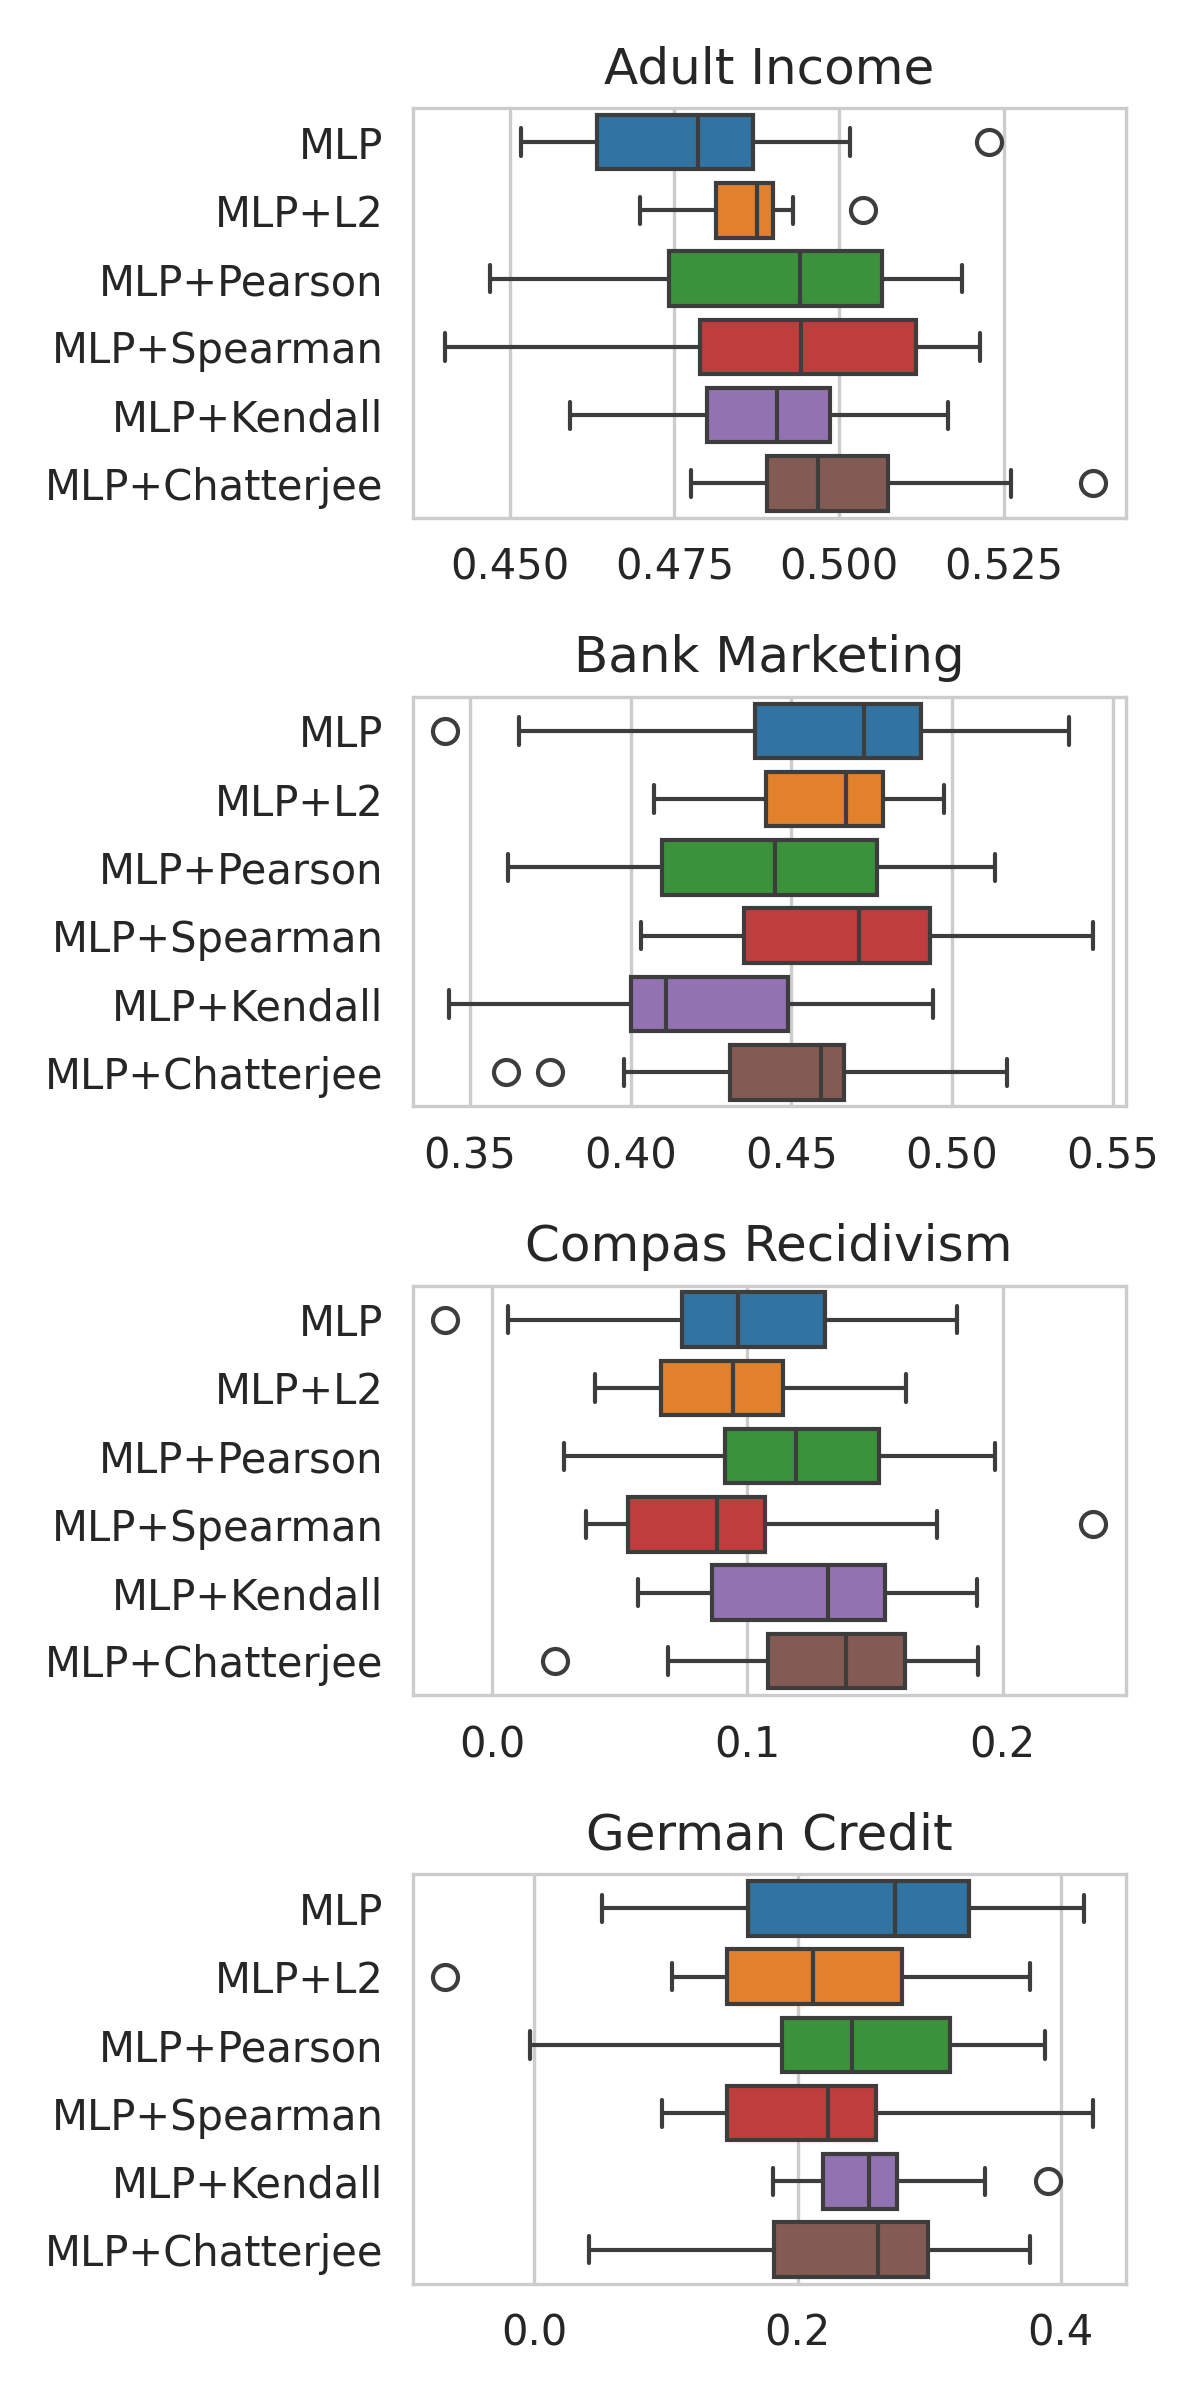 Adult Income
MLP
MLP+L2
MLP+Pearson
MLP+Spearman
MLP+Kendall
MLP+Chatterjee
0.450 0.475 0.500 0.525
Bank Marketing
MLP
MLP+L2
MLP+Pearson
MLP+Spearman
MLP+Kendall
MLP+Chatterjee
0.35 0.40 0.45 0.50 0.55
Compas Recidivism
MLP
MLP+L2
MLP+Pearson
MLP+Spearman
MLP+Kendall
MLP+Chatterjee
0.0 0.1 0.2
German Credit
MLP
MLP+L2
MLP+Pearson
MLP+Spearman
MLP+Kendall
MLP+Chatterjee
0.0 0.2 0.4